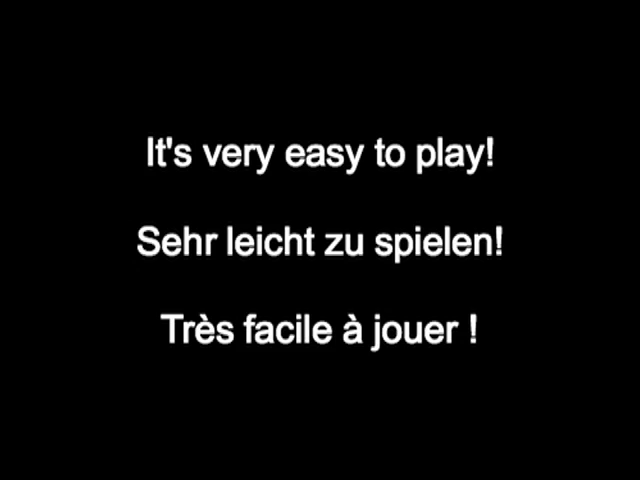 It's very easy to play!
Sehr leicht zu spielen!
Très facile à jouer !